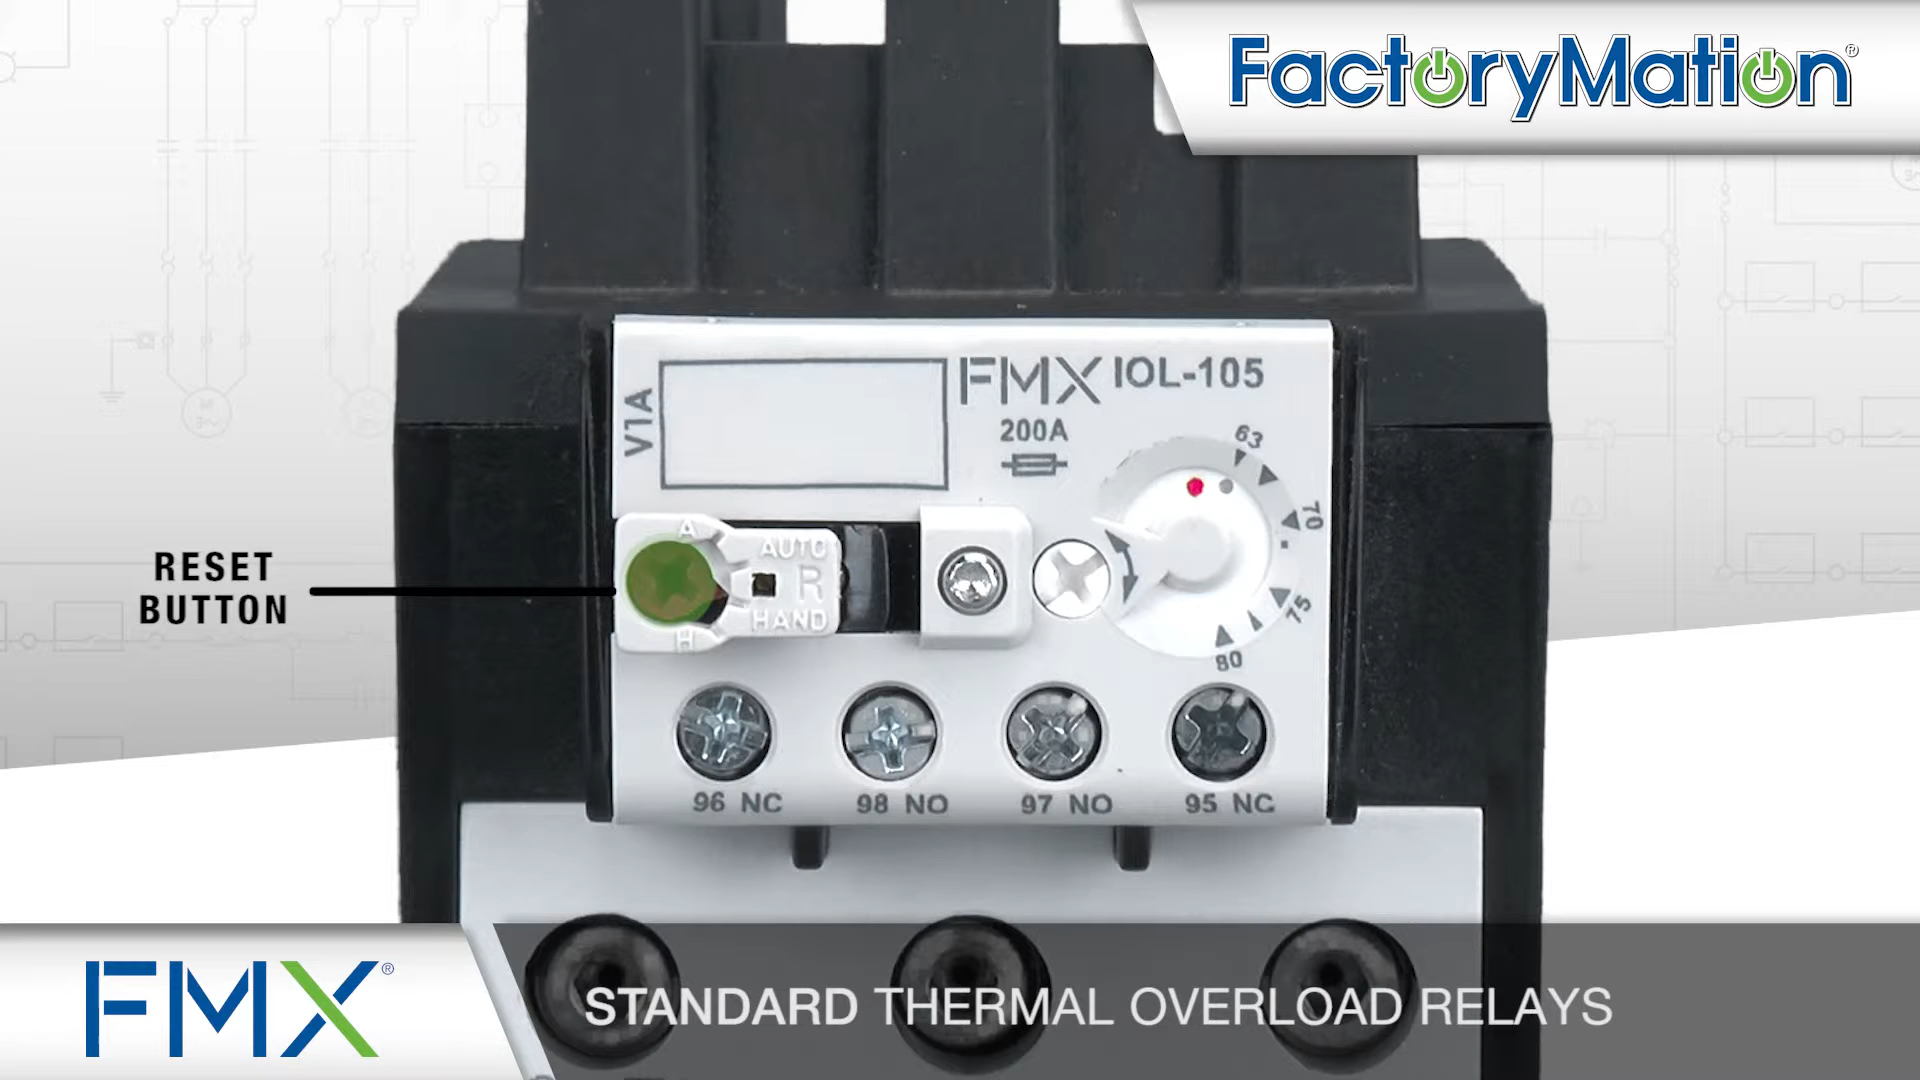 FactoryMation®
FMX IOL-105
200A
V1A
63
70
75
80
A
AUTO
R
HAND
H
RESET
BUTTON
96 NC
98 NO
97 NO
95 NC
FMX®
STANDARD THERMAL OVERLOAD RELAYS